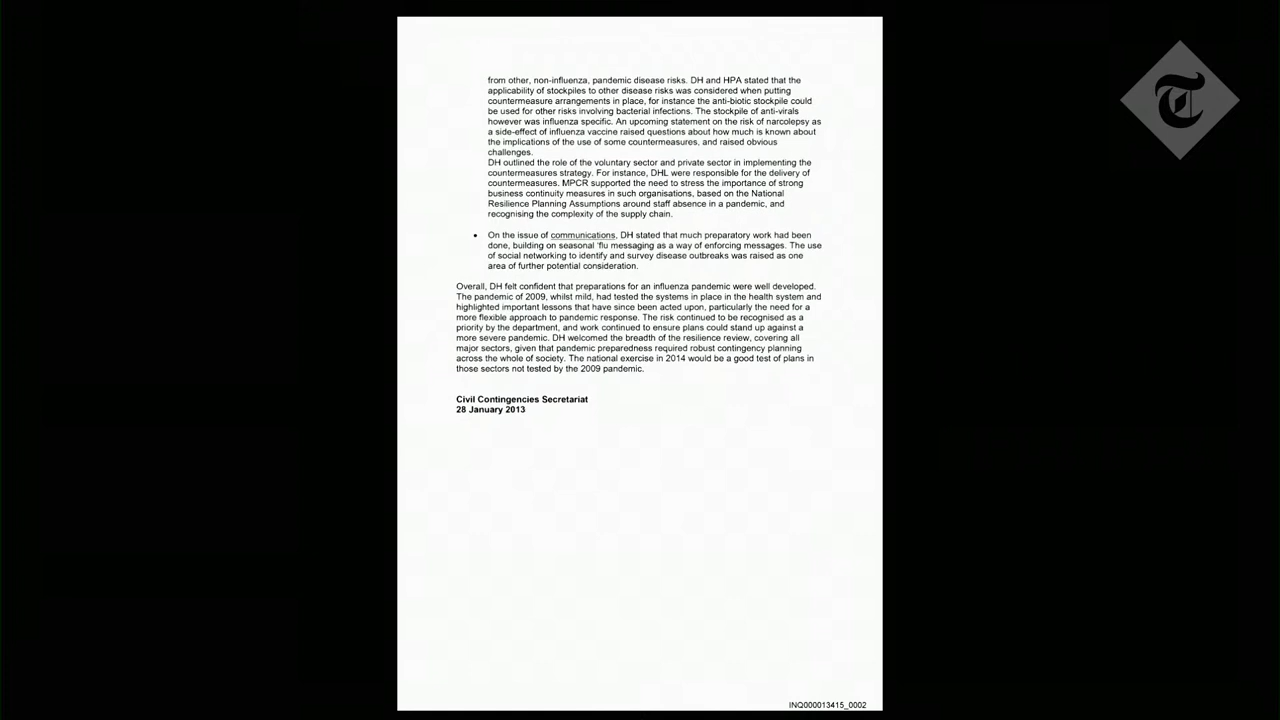 from other, non-influenza, pandemic disease risks. DH and HPA stated that the
applicability of stockpiles to other disease risks was considered when putting
countermeasure arrangements in place, for instance the anti-biotic stockpile could
be used for other risks involving bacterial infections. The stockpile of anti-virals
however was influenza specific. An upcoming statement on the risk of narcolepsy as
a side-effect of influenza vaccine raised questions about how much is known about
the implications of the use of some countermeasures, and raised obvious
challenges.
DH outlined the role of the voluntary sector and private sector in implementing the
countermeasures strategy. For instance, DHL were responsible for the delivery of
countermeasures. MPCR supported the need to stress the importance of strong
business continuity measures in such organisations, based on the National
Resilience Planning Assumptions around staff absence in a pandemic, and
recognising the complexity of the supply chain.
• On the issue of communications, DH stated that much preparatory work had been
done, building on seasonal 'flu messaging as a way of enforcing messages. The use
of social networking to identify and survey disease outbreaks was raised as one
area of further potential consideration.
Overall, DH felt confident that preparations for an influenza pandemic were well developed.
The pandemic of 2009, whilst mild, had tested the systems in place in the health system and
highlighted important lessons that have since been acted upon, particularly the need for a
more flexible approach to pandemic response. The risk continued to be recognised as a
priority by the department, and work continued to ensure plans could stand up against a
more severe pandemic. DH welcomed the breadth of the resilience review, covering all
major sectors, given that pandemic preparedness required robust contingency planning
across the whole of society. The national exercise in 2014 would be a good test of plans in
those sectors not tested by the 2009 pandemic.
Civil Contingencies Secretariat
28 January 2013
INQ000013415_0002
T